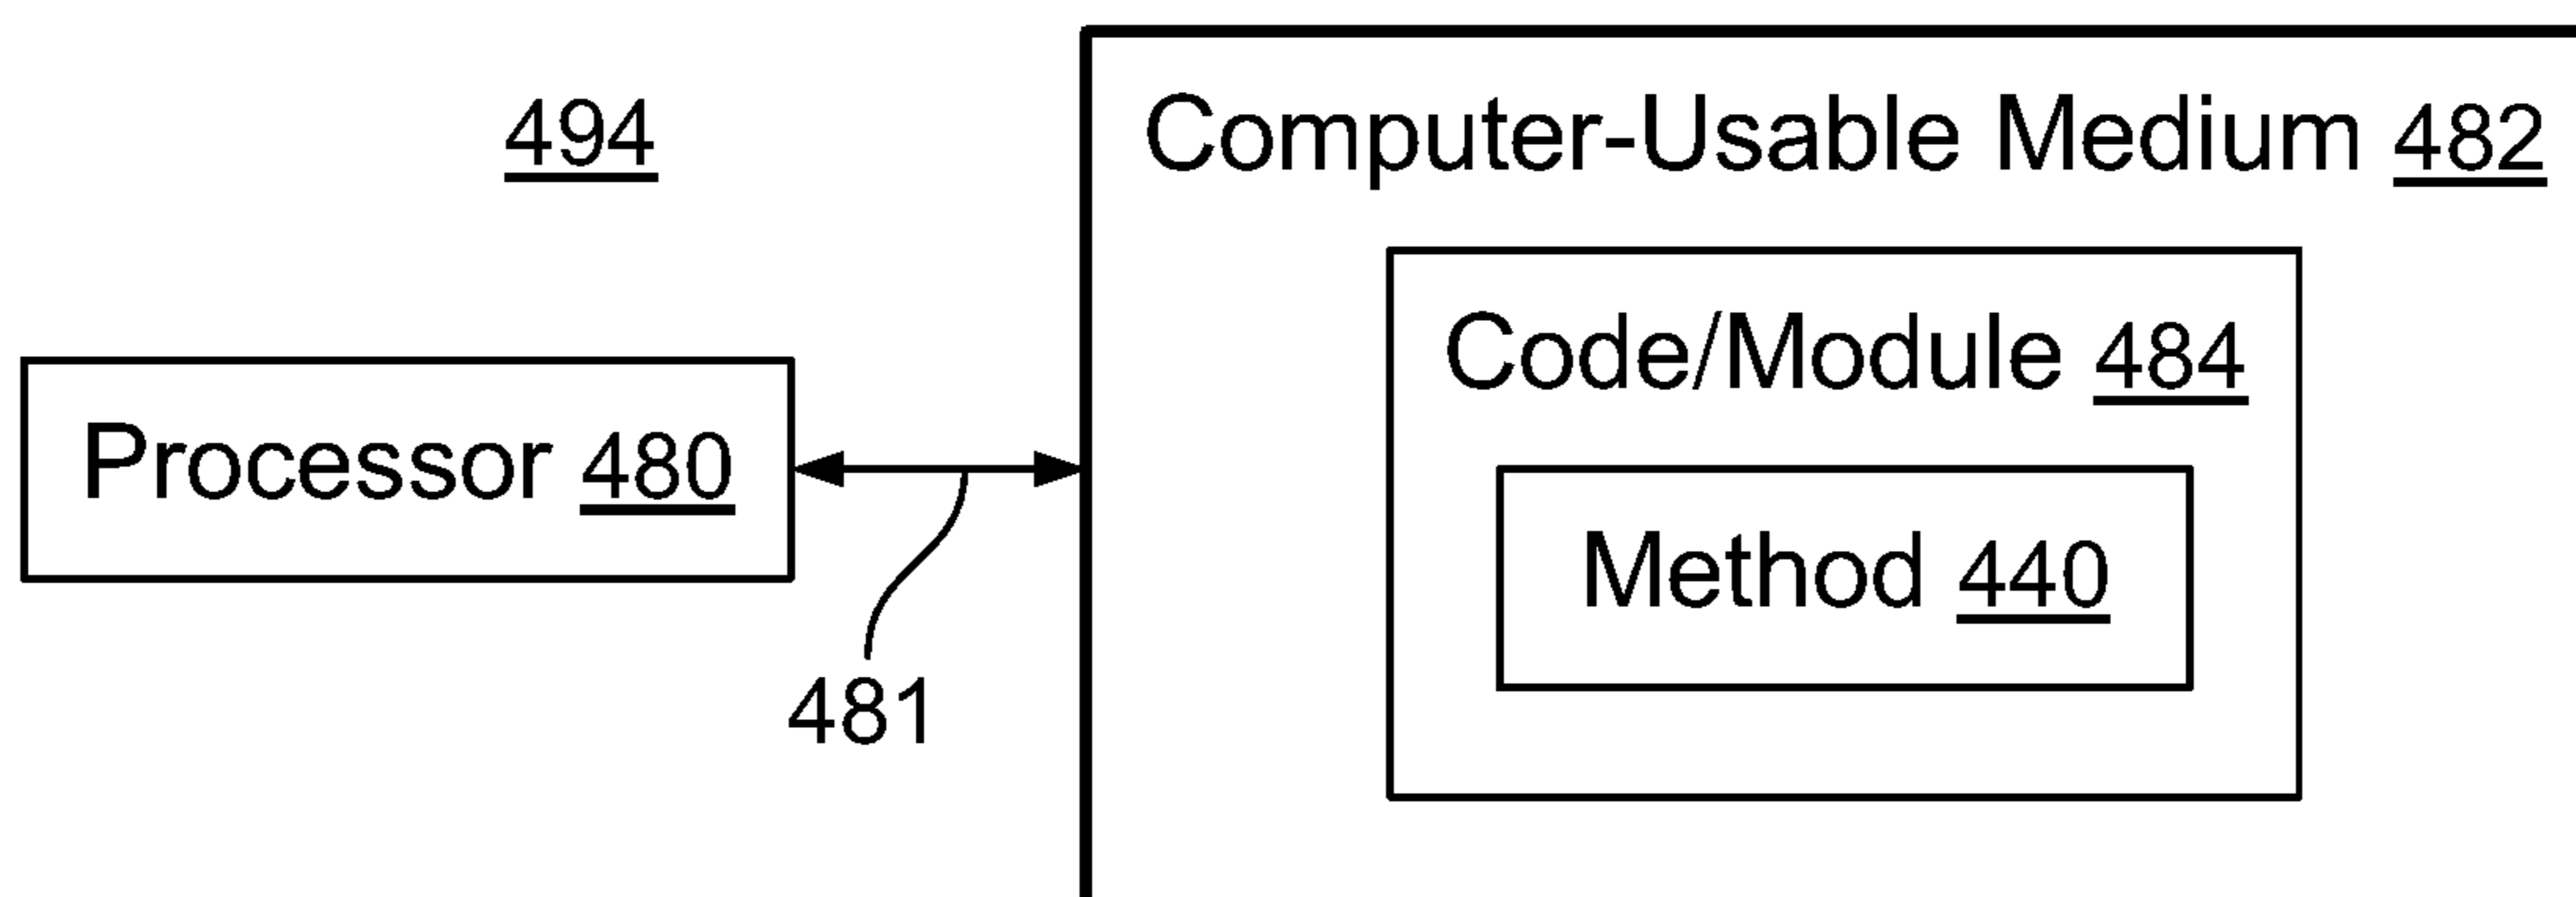 494
Computer-Usable Medium 482
Code/Module 484
Processor 480
Method 440
481